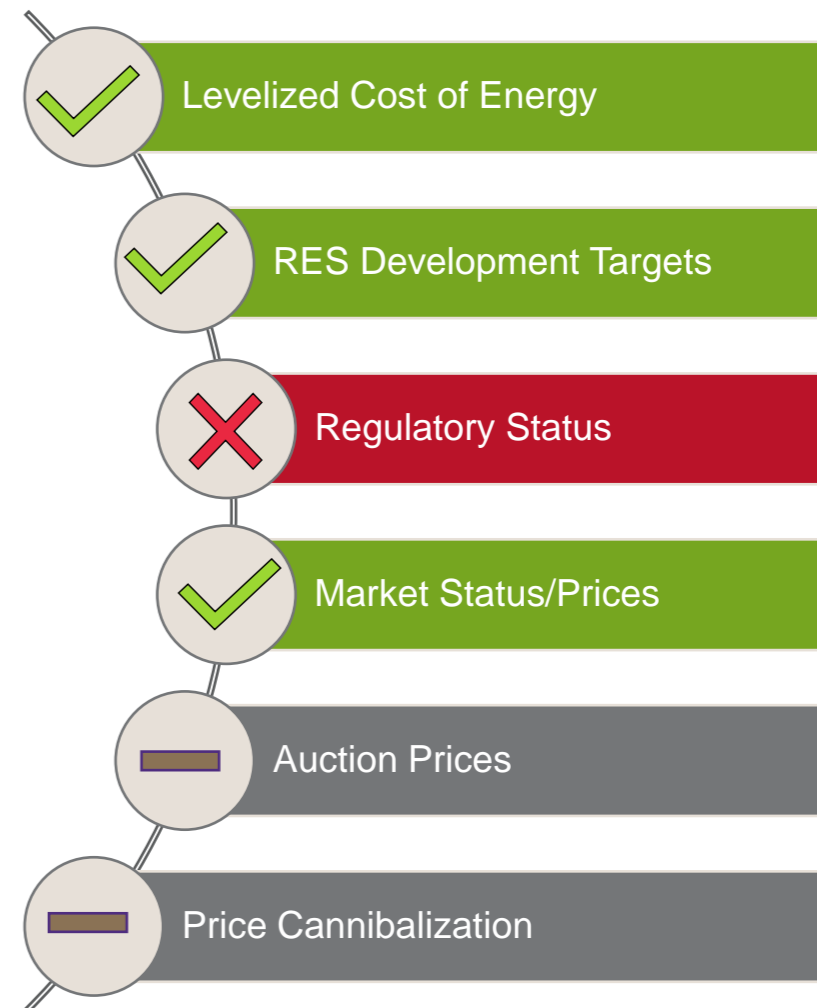 Levelized Cost of Energy
RES Development Targets
Regulatory Status
Market Status/Prices
Auction Prices
Price Cannibalization